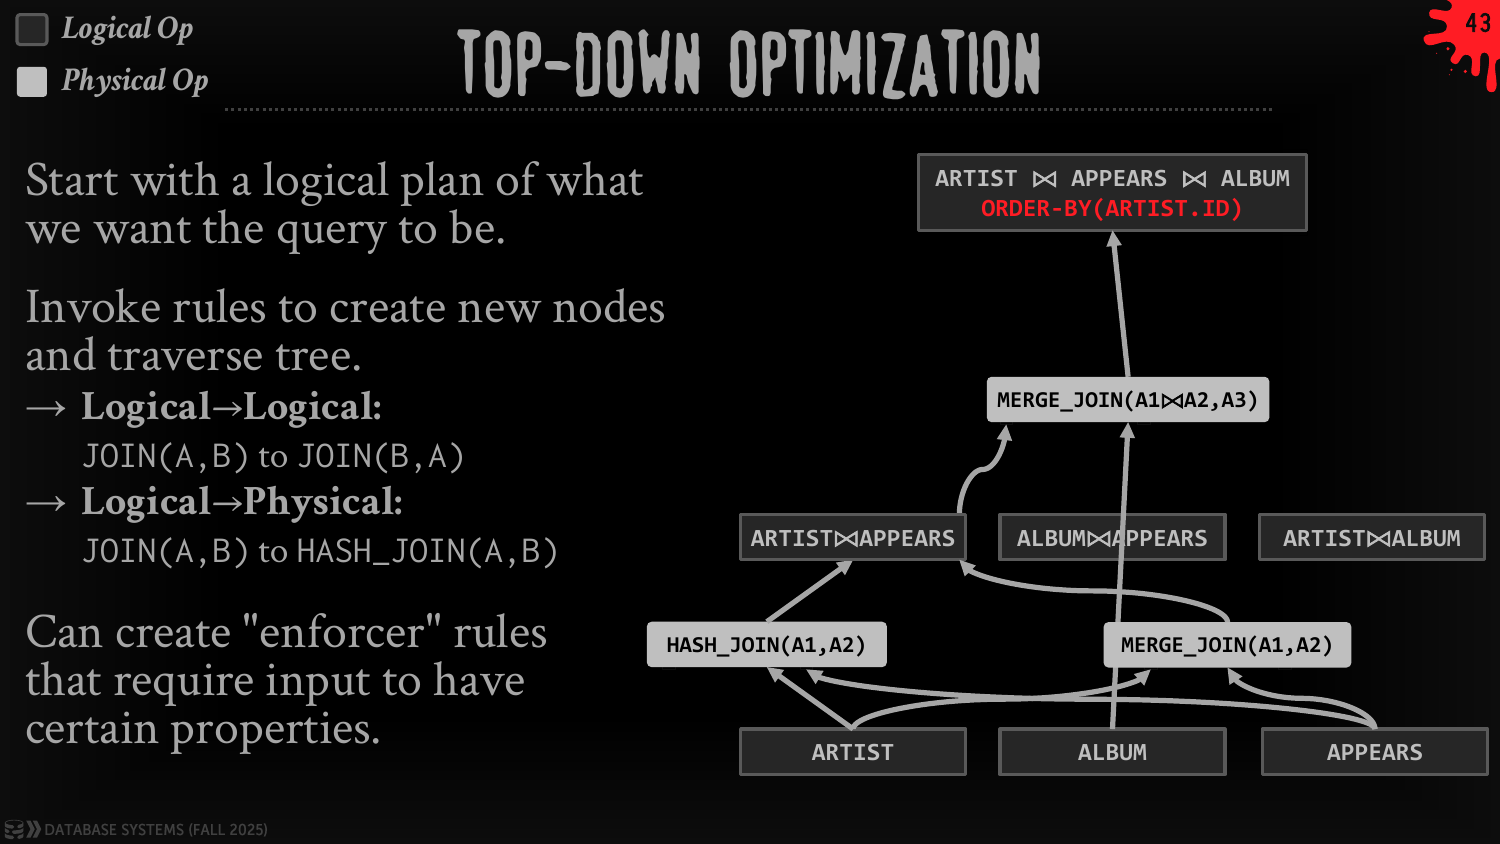 Logical Op
Physical Op
TOP-DOWN OPTIMIZATION
43
Start with a logical plan of what
we want the query to be.
Invoke rules to create new nodes
and traverse tree.
→ Logical→Logical:
JOIN(A,B) to JOIN(B,A)
→ Logical→Physical:
JOIN(A,B) to HASH_JOIN(A,B)
Can create "enforcer" rules
that require input to have
certain properties.
ARTIST ⋈ APPEARS ⋈ ALBUM
ORDER-BY(ARTIST.ID)
MERGE_JOIN(A1⋈A2,A3)
ARTIST⋈APPEARS
ALBUM⋈APPEARS
ARTIST⋈ALBUM
HASH_JOIN(A1,A2)
MERGE_JOIN(A1,A2)
ARTIST
ALBUM
APPEARS
DATABASE SYSTEMS (FALL 2025)